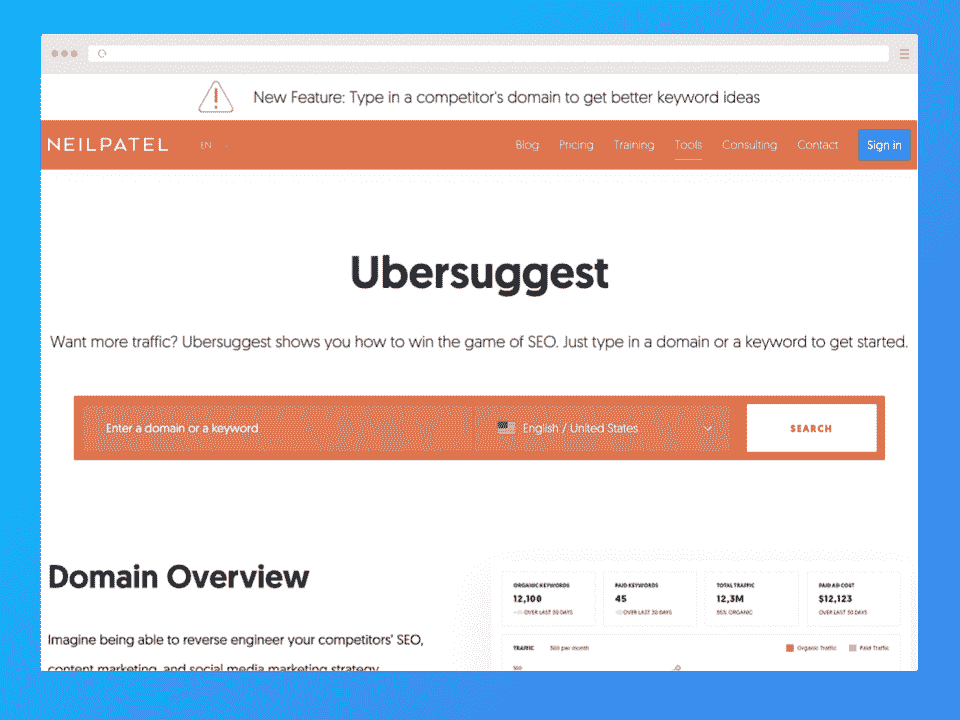 New Feature: Type in a competitor's domain to get better keyword ideas
NEILPATEL EN Blog Pricing Training Tools Consulting Contact Sign in
Ubersuggest
Want more traffic? Ubersuggest shows you how to win the game of SEO. Just type in a domain or a keyword to get started.
Enter a domain or a keyword English / United States SEARCH
Domain Overview
ORGANIC KEYWORDS PAID KEYWORDS TOTAL TRAFFIC PAID AD COST
12,100 45 12,3M $12,123
OVER LAST 30 DAYS OVER LAST 30 DAYS 55% ORGANIC OVER LAST 30 DAYS
Imagine being able to reverse engineer your competitors' SEO,
TRAFFIC 500 per month Organic Traffic Paid Traffic
content marketing, and social media marketing strategy